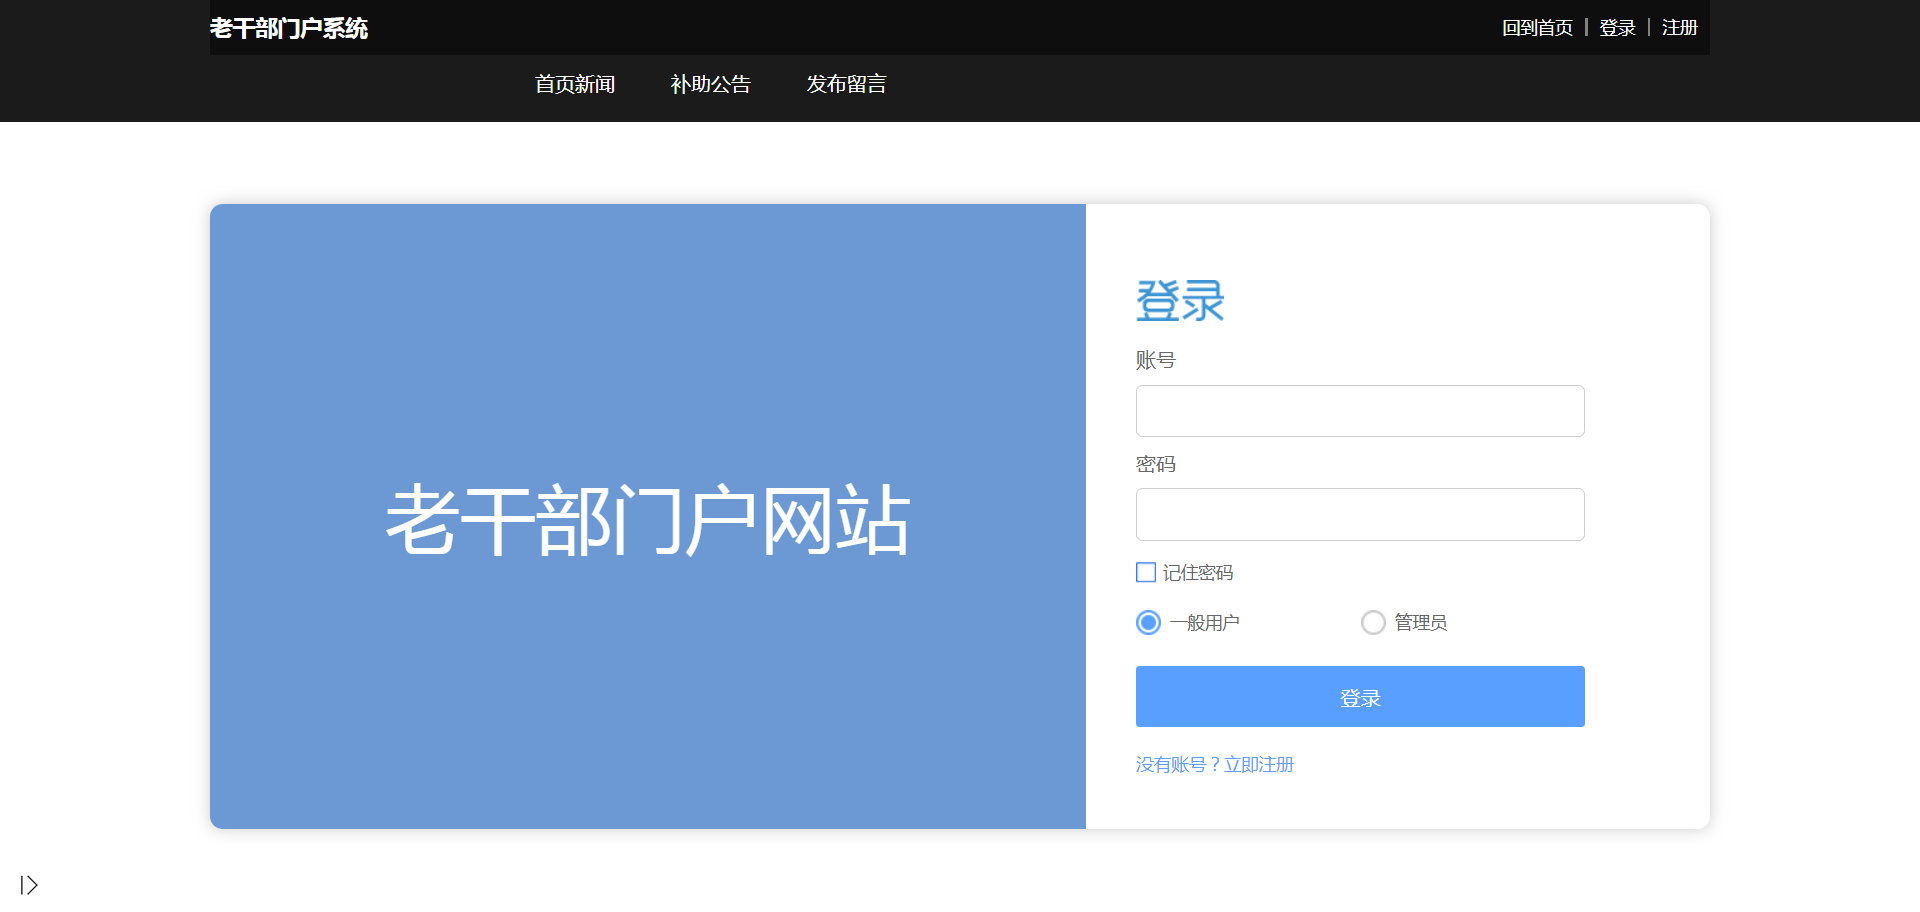 老干部门户系统
回到首页 | 登录 | 注册
首页新闻 补助公告 发布留言
老干部门户网站
登录
账号
密码
记住密码
一般用户 管理员
登录
没有账号？立即注册